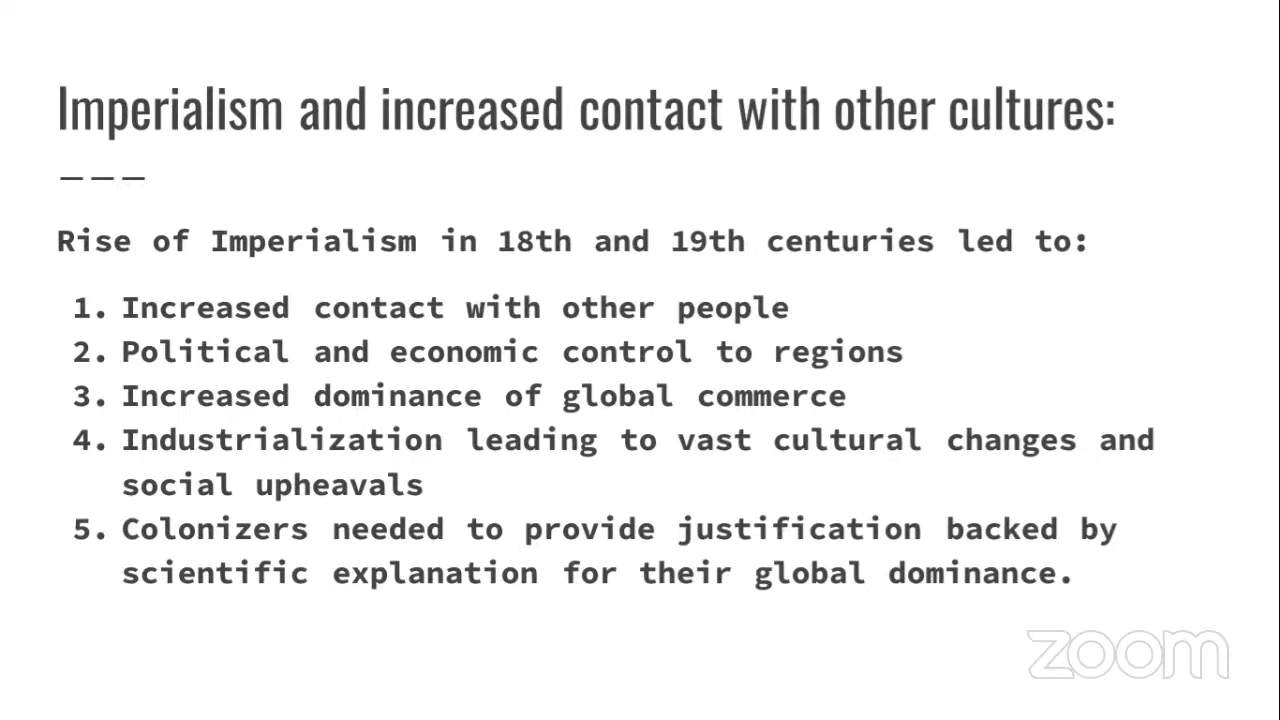 Imperialism and increased contact with other cultures:
Rise of Imperialism in 18th and 19th centuries led to:
1. Increased contact with other people
2. Political and economic control to regions
3. Increased dominance of global commerce
4. Industrialization leading to vast cultural changes and
social upheavals
5. Colonizers needed to provide justification backed by
scientific explanation for their global dominance.
zoom